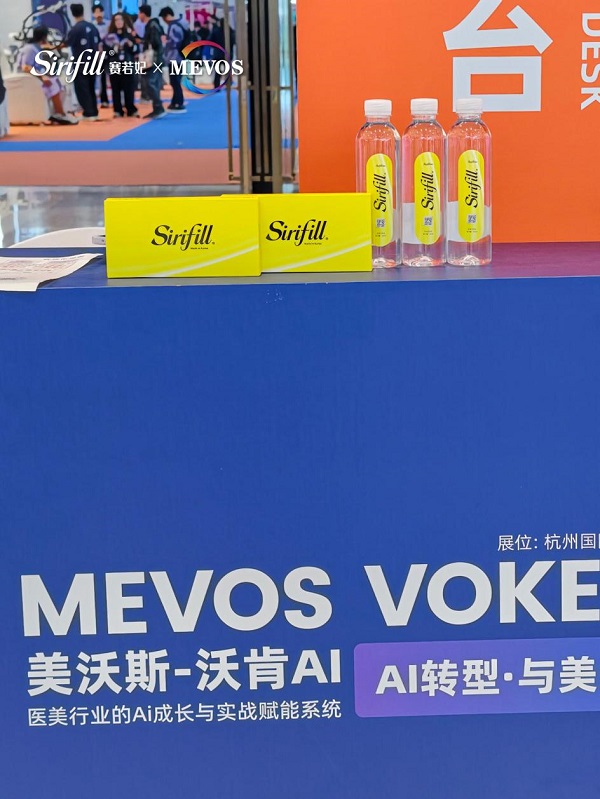 Sirifill® 赛若妃 × MEVOS
台
DESK
Sirifill
Sirifill
Sirifill
Sirifill
Sirifill
展位: 杭州国
MEVOS VOKE
美沃斯-沃肯AI
AI转型·与美
医美行业的Ai成长与实战赋能系统